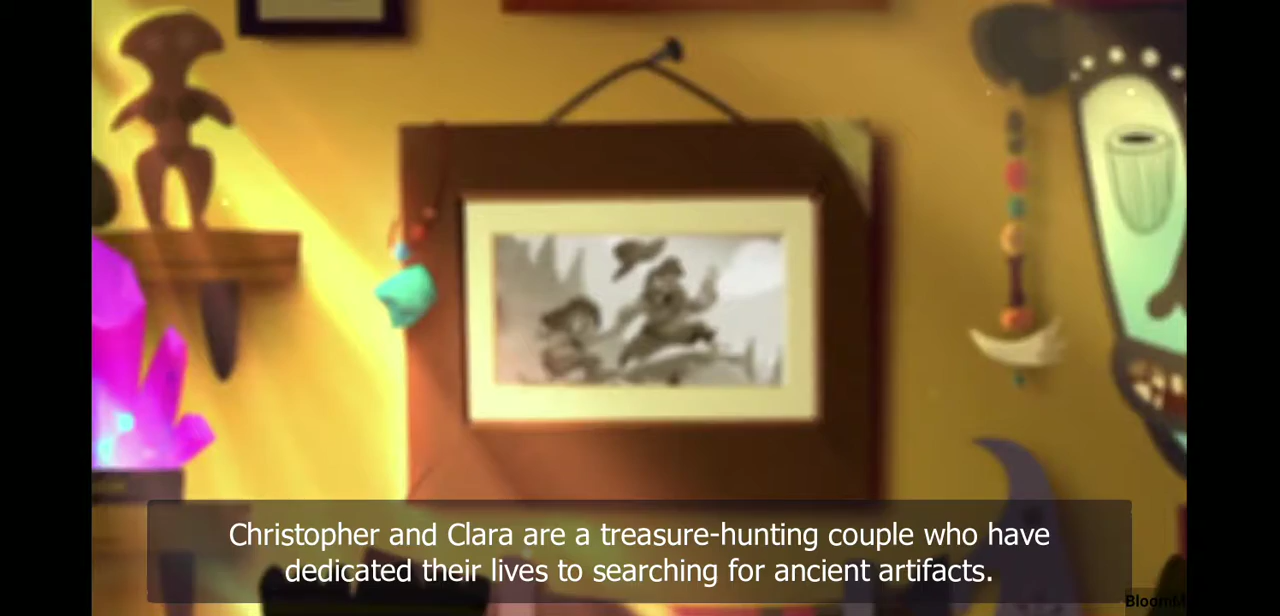 Christopher and Clara are a treasure-hunting couple who have
dedicated their lives to searching for ancient artifacts.